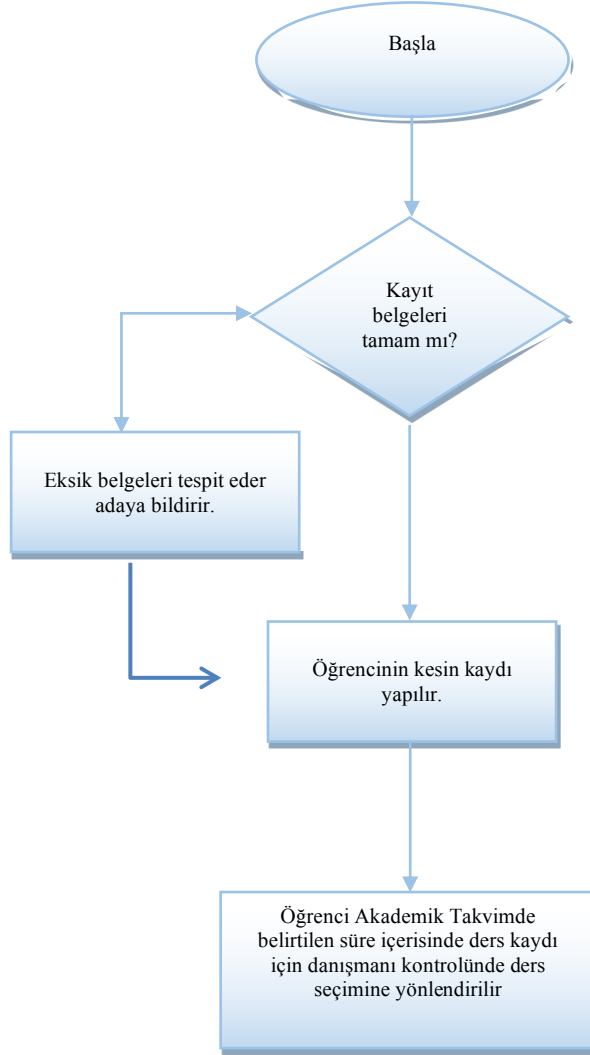 Başla
Kayıt
belgeleri
tamam mı?
Eksik belgeleri tespit eder
adaya bildirir.
Öğrencinin kesin kaydı
yapılır.
Öğrenci Akademik Takvimde
belirtilen süre içerisinde ders kaydı
için danışmanı kontrolünde ders
seçimine yönlendirilir